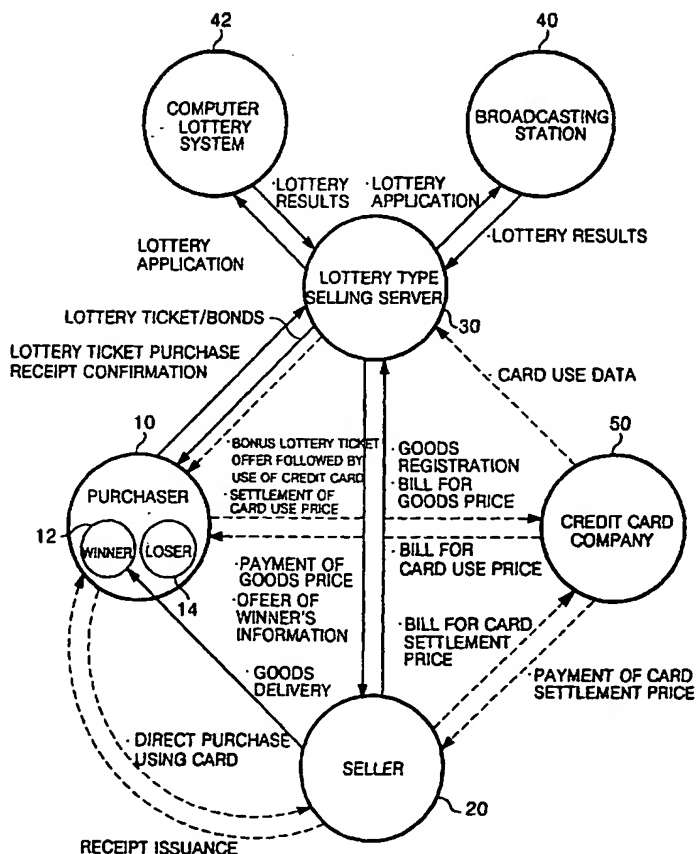 42
40
COMPUTER
LOTTERY
SYSTEM
BROADCASTING
STATION
·LOTTERY
RESULTS
·LOTTERY
APPLICATION
·LOTTERY RESULTS
LOTTERY
APPLICATION
LOTTERY TYPE
SELLING SERVER
30
LOTTERY TICKET/BONDS
LOTTERY TICKET PURCHASE
RECEIPT CONFIRMATION
·CARD USE DATA
10
50
·BONUS LOTTERY TICKET
OFFER FOLLOWED BY
USE OF CREDIT CARD
·SETTLEMENT OF
CARD USE PRICE
·GOODS
REGISTRATION
·BILL FOR
GOODS PRICE
PURCHASER
12
WINNER
LOSER
14
CREDIT CARD
COMPANY
·BILL FOR
CARD USE PRICE
·PAYMENT OF
GOODS PRICE
·OFEER OF
WINNER'S
INFORMATION
·BILL FOR CARD
SETTLEMENT
PRICE
·PAYMENT OF CARD
SETTLEMENT PRICE
·GOODS
DELIVERY
·DIRECT PURCHASE
USING CARD
SELLER
20
RECEIPT ISSUANCE